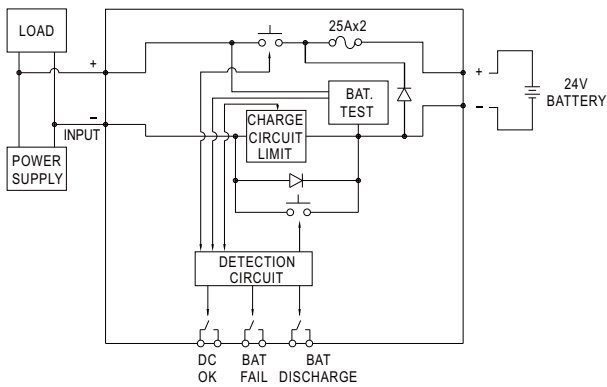 LOAD
25Ax2
+
+
24V
BATTERY
BAT.
TEST
CHARGE
CIRCUIT
LIMIT
−
INPUT
−
POWER
SUPPLY
DETECTION
CIRCUIT
DC
OK
BAT
FAIL
BAT
DISCHARGE